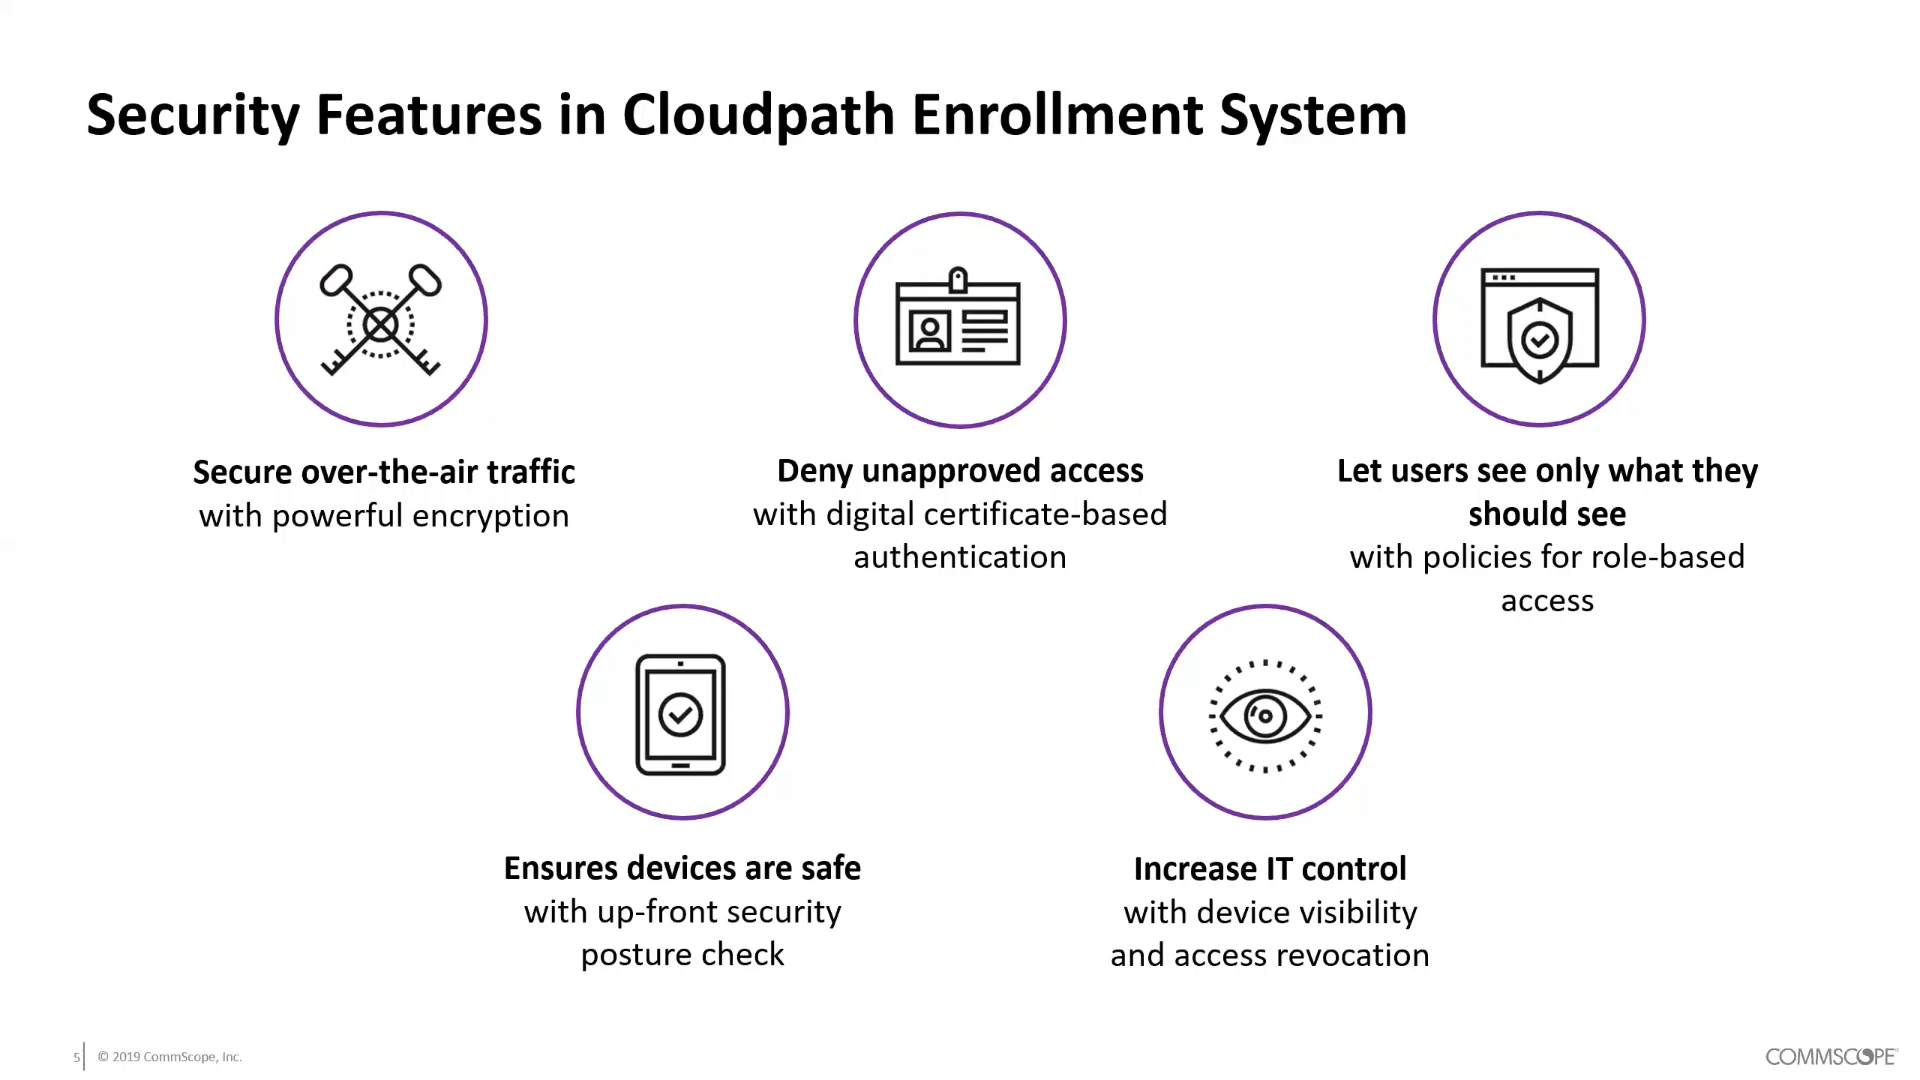 Security Features in Cloudpath Enrollment System
Secure over-the-air traffic
with powerful encryption
Deny unapproved access
with digital certificate-based
authentication
Let users see only what they
should see
with policies for role-based
access
Ensures devices are safe
with up-front security
posture check
Increase IT control
with device visibility
and access revocation
5 © 2019 CommScope, Inc.
COMMSCOPE